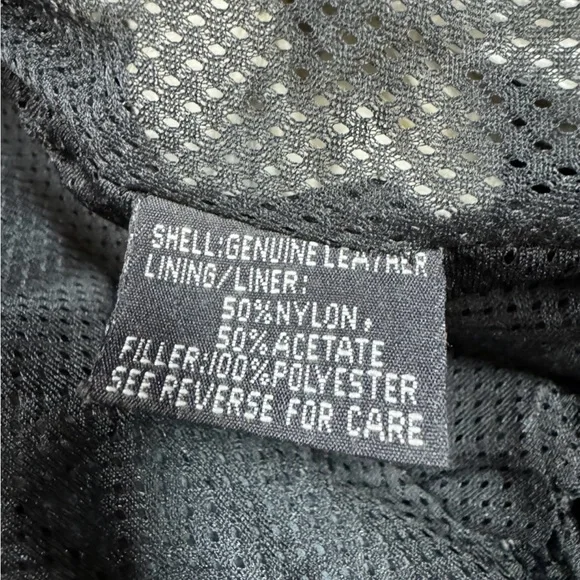 SHELL:GENUINE LEATHER
LINING/LINER:
50%NYLON,
50%ACETATE
FILLER:100%POLYESTER
SEE REVERSE FOR CARE